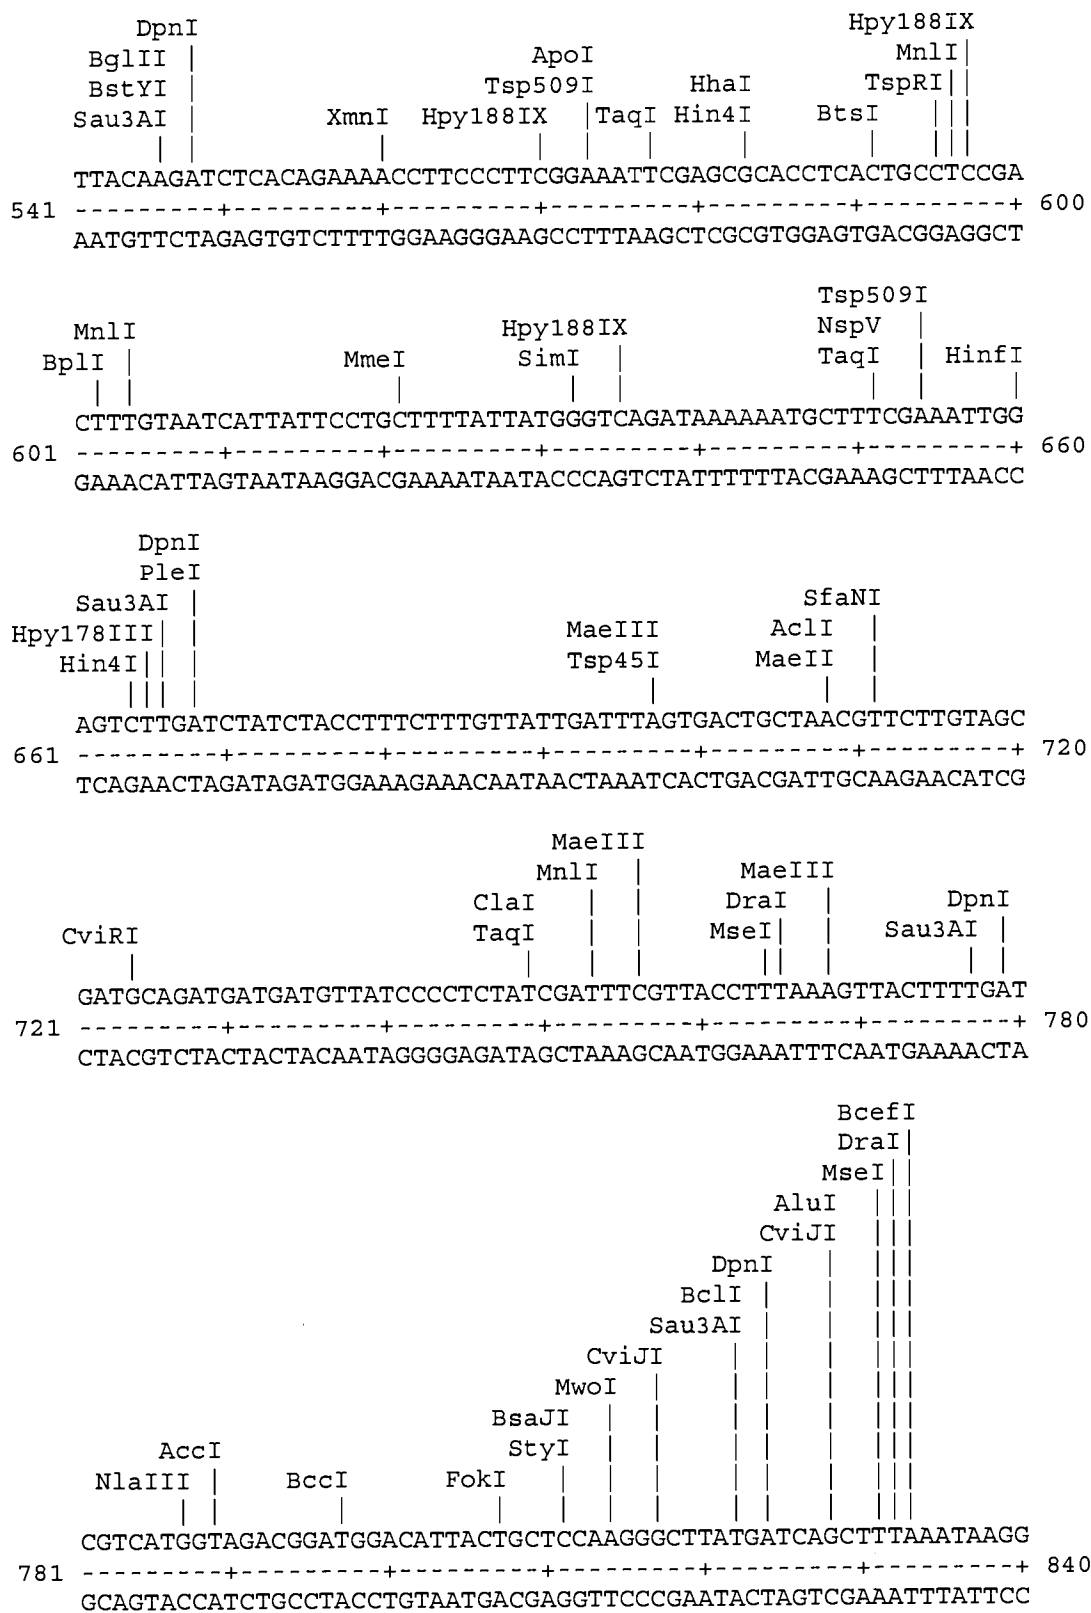 DpnI Hpy188IX
BglII ApoI MnlI
BstYI Tsp509I HhaI TspRI
Sau3AI XmnI Hpy188IX TaqI Hin4I BtsI
TTACAAGATCTCACAGAAAACCTTCCCTTCGGAAATTCGAGCGCACCTCACTGCCTCCGA
541 ---------+---------+---------+---------+---------+---------+ 600
AATGTTCTAGAGTGTCTTTTGGAAGGGAAGCCTTTAAGCTCGCGTGGAGTGACGGAGGCT
Tsp509I
MnlI Hpy188IX NspV
BplI MmeI SimI TaqI HinfI
CTTTGTAATCATTATTCCTGCTTTTATTATGGGTCAGATAAAAAATGCTTTCGAAATTGG
601 ---------+---------+---------+---------+---------+---------+ 660
GAAACATTAGTAATAAGGACGAAAATAATACCCAGTCTATTTTTTACGAAAGCTTTAACC
DpnI
PleI
Sau3AI SfaNI
Hpy178III MaeIII AclI
Hin4I Tsp45I MaeII
AGTCTTGATCTATCTACCTTTCTTTGTTATTGATTTAGTGACTGCTAACGTTCTTGTAGC
661 ---------+---------+---------+---------+---------+---------+ 720
TCAGAACTAGATAGATGGAAAGAAACAATAACTAAATCACTGACGATTGCAAGAACATCG
MaeIII
MnlI MaeIII
ClaI DraI DpnI
CviRI TaqI MseI Sau3AI
GATGCAGATGATGATGTTATCCCCTCTATCGATTTCGTTACCTTTAAAGTTACTTTTGAT
721 ---------+---------+---------+---------+---------+---------+ 780
CTACGTCTACTACTACAATAGGGGAGATAGCTAAAGCAATGGAAATTTCAATGAAAACTA
BcefI
DraI
MseI
AluI
CviJI
DpnI
BclI
Sau3AI
CviJI
MwoI
BsaJI
AccI StyI
NlaIII BccI FokI
CGTCATGGTAGACGGATGGACATTACTGCTCCAAGGGCTTATGATCAGCTTTAAATAAGG
781 ---------+---------+---------+---------+---------+---------+ 840
GCAGTACCATCTGCCTACCTGTAATGACGAGGTTCCCGAATACTAGTCGAAATTTATTCC